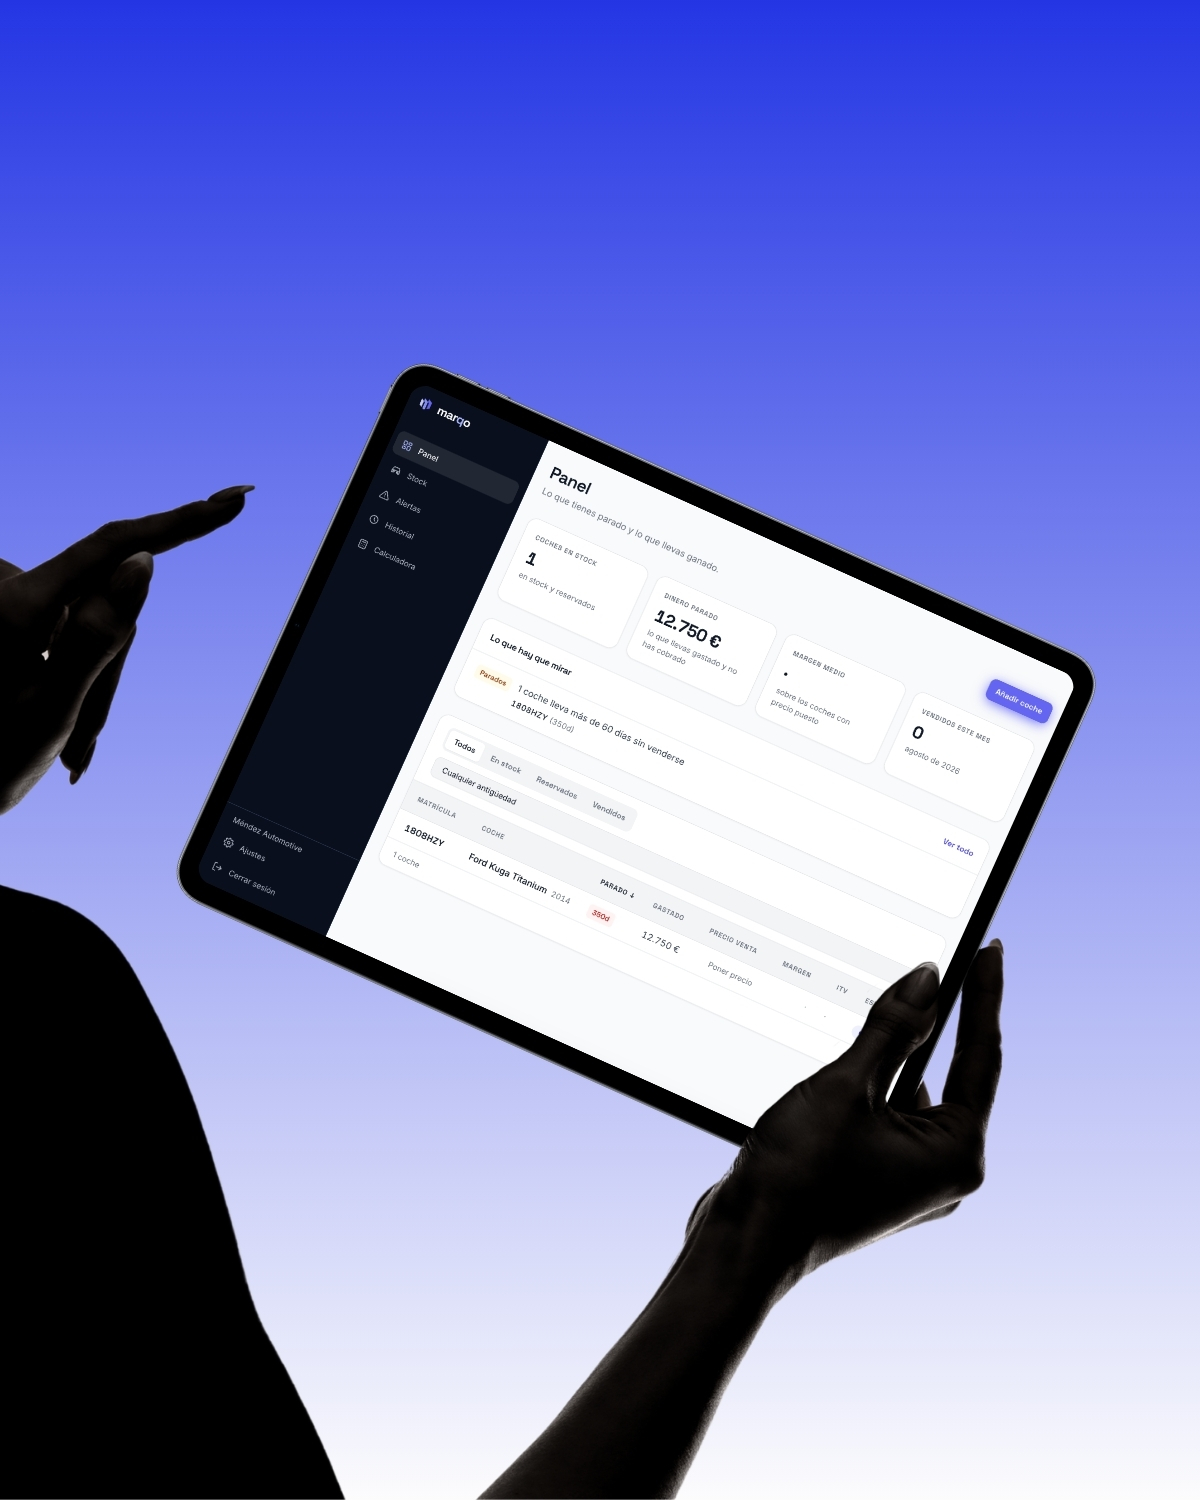 marqo
Panel
Stock
Alertas
Historial
Calculadora
Méndez Automotive
Ajustes
Cerrar sesión
Panel
Lo que tienes parado y lo que llevas ganado.
Añadir coche
COCHES EN STOCK
1
en stock y reservados
DINERO PARADO
12.750 €
lo que llevas gastado y no
has cobrado
MARGEN MEDIO
·
sobre los coches con
precio puesto
VENDIDOS ESTE MES
0
agosto de 2026
Lo que hay que mirar
Ver todo
Parados
1 coche lleva más de 60 días sin venderse
1808HZY (350d)
Todos En stock Reservados Vendidos
Cualquier antigüedad
MATRÍCULA COCHE PARADO ↓ GASTADO PRECIO VENTA MARGEN ITV
1808HZY Ford Kuga Titanium 2014 350d 12.750 € Poner precio · ·
1 coche